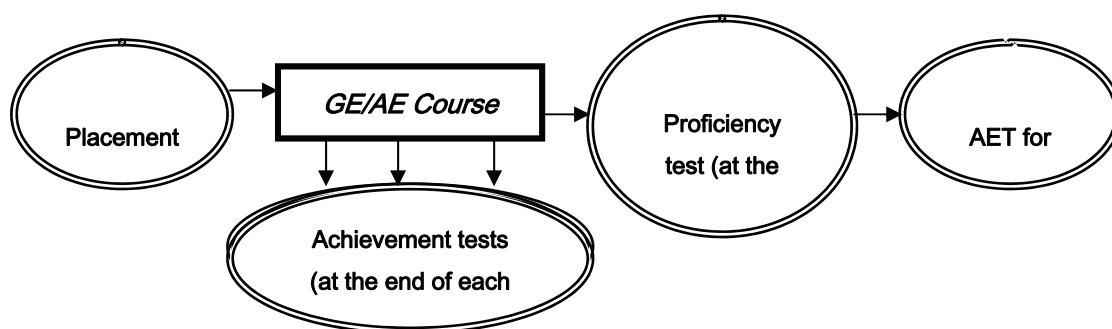 Placement
GE/AE Course
Achievement tests
(at the end of each
Proficiency
test (at the
AET for